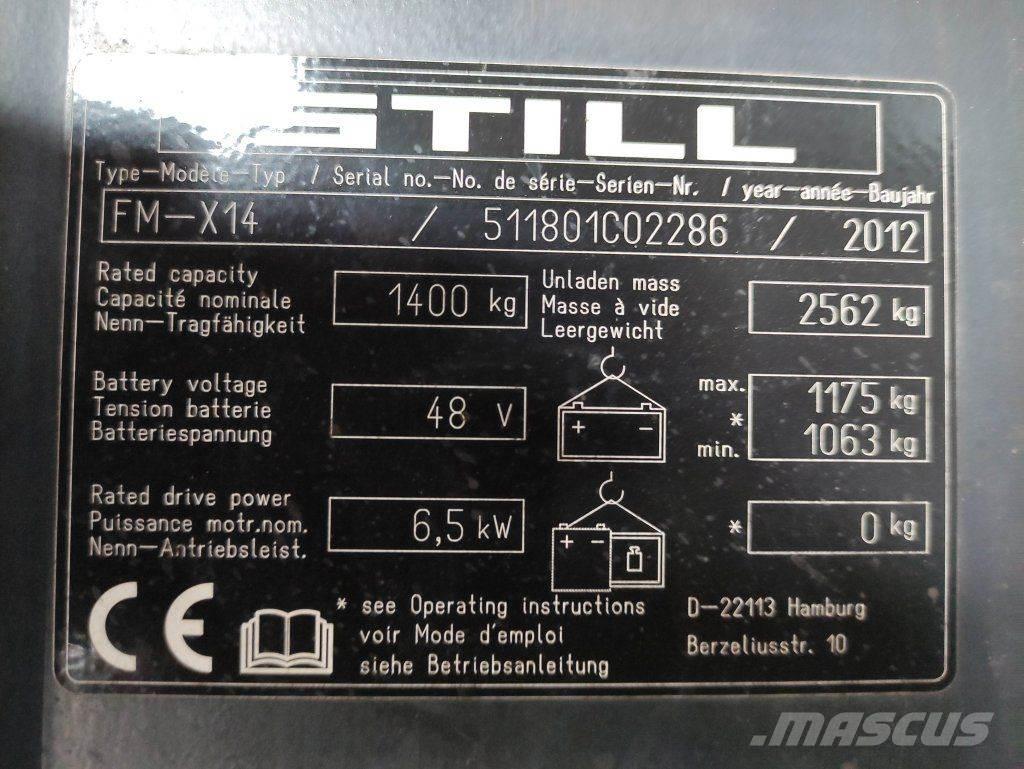 STILL
Type-Modèle-Typ / Serial no.-No. de série-Serien-Nr. / year-année-Baujahr
FM-X14 / 511801C02286 / 2012
Rated capacity
Capacité nominale
Nenn-Tragfähigkeit
1400 kg
Unladen mass
Masse à vide
Leergewicht
2562 kg
Battery voltage
Tension batterie
Batteriespannung
48 V
+ -
max.
*
min.
1175 kg
1063 kg
Rated drive power
Puissance motr.nom.
Nenn-Antriebsleist.
6,5 kW
+ -
* 0 kg
CE
* see Operating instructions
voir Mode d'emploi
siehe Betriebsanleitung
D-22113 Hamburg
Berzeliusstr. 10
.MASCUS